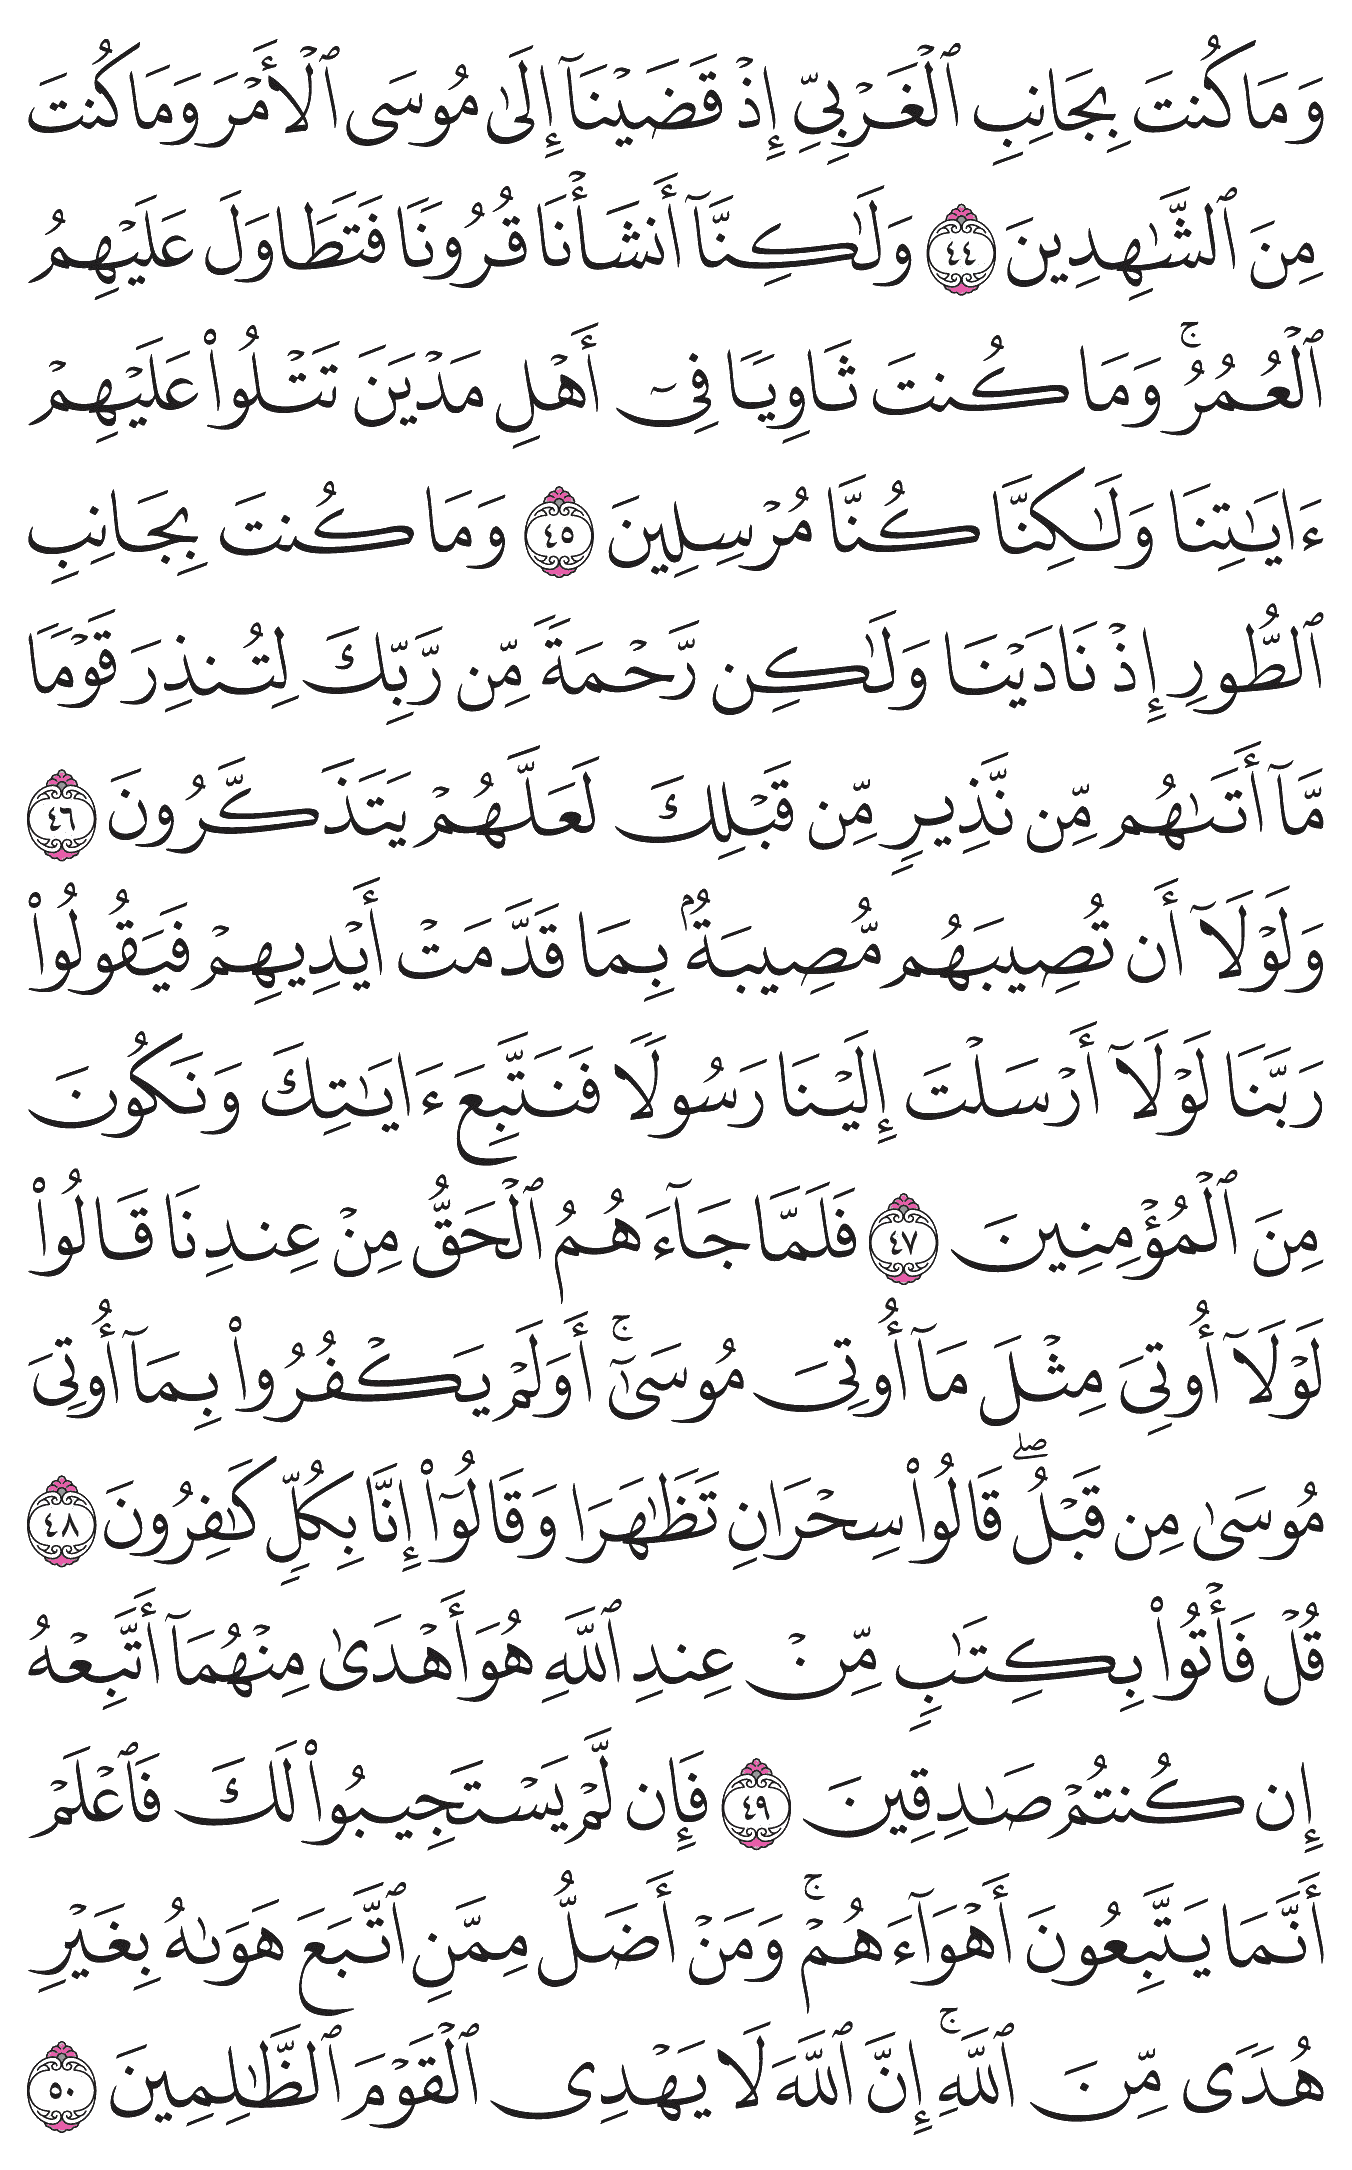 وَمَا كُنتَ بِجَانِبِ ٱلْغَرْبِىِّ إِذْ قَضَيْنَآ إِلَىٰ مُوسَى ٱلْأَمْرَ وَمَا كُنتَ
مِنَ ٱلشَّـٰهِدِينَ ٤٤ وَلَـٰكِنَّآ أَنشَأْنَا قُرُونًا فَتَطَاوَلَ عَلَيْهِمُ
ٱلْعُمُرُ ۚ وَمَا كُنتَ ثَاوِيًا فِىٓ أَهْلِ مَدْيَنَ تَتْلُوا۟ عَلَيْهِمْ
ءَايَـٰتِنَا وَلَـٰكِنَّا كُنَّا مُرْسِلِينَ ٤٥ وَمَا كُنتَ بِجَانِبِ
ٱلطُّورِ إِذْ نَادَيْنَا وَلَـٰكِن رَّحْمَةً مِّن رَّبِّكَ لِتُنذِرَ قَوْمًا
مَّآ أَتَىٰهُم مِّن نَّذِيرٍ مِّن قَبْلِكَ لَعَلَّهُمْ يَتَذَكَّرُونَ ٤٦
وَلَوْلَآ أَن تُصِيبَهُم مُّصِيبَةٌۢ بِمَا قَدَّمَتْ أَيْدِيهِمْ فَيَقُولُوا۟
رَبَّنَا لَوْلَآ أَرْسَلْتَ إِلَيْنَا رَسُولًا فَنَتَّبِعَ ءَايَـٰتِكَ وَنَكُونَ
مِنَ ٱلْمُؤْمِنِينَ ٤٧ فَلَمَّا جَآءَهُمُ ٱلْحَقُّ مِنْ عِندِنَا قَالُوا۟
لَوْلَآ أُوتِىَ مِثْلَ مَآ أُوتِىَ مُوسَىٰٓ ۚ أَوَلَمْ يَكْفُرُوا۟ بِمَآ أُوتِىَ
مُوسَىٰ مِن قَبْلُ ۖ قَالُوا۟ سِحْرَانِ تَظَـٰهَرَا وَقَالُوٓا۟ إِنَّا بِكُلٍّ كَـٰفِرُونَ ٤٨
قُلْ فَأْتُوا۟ بِكِتَـٰبٍ مِّنْ عِندِ ٱللَّهِ هُوَ أَهْدَىٰ مِنْهُمَآ أَتَّبِعْهُ
إِن كُنتُمْ صَـٰدِقِينَ ٤٩ فَإِن لَّمْ يَسْتَجِيبُوا۟ لَكَ فَٱعْلَمْ
أَنَّمَا يَتَّبِعُونَ أَهْوَآءَهُمْ ۚ وَمَنْ أَضَلُّ مِمَّنِ ٱتَّبَعَ هَوَىٰهُ بِغَيْرِ
هُدًى مِّنَ ٱللَّهِ ۚ إِنَّ ٱللَّهَ لَا يَهْدِى ٱلْقَوْمَ ٱلظَّـٰلِمِينَ ٥٠